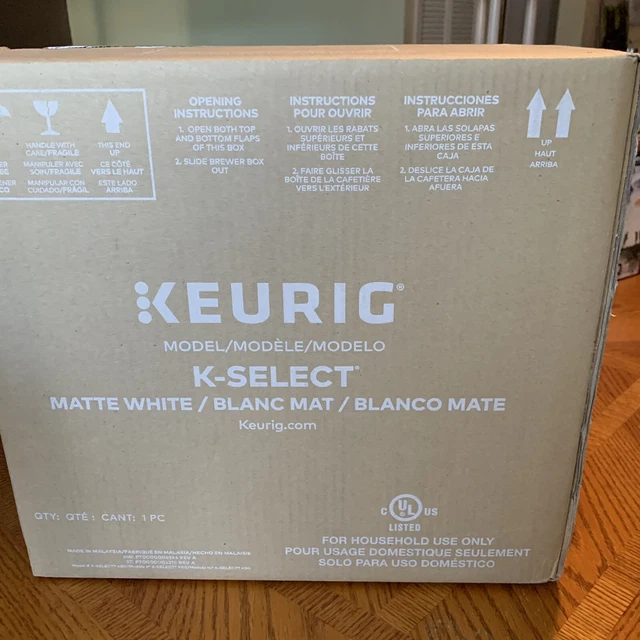 HANDLE WITH
CARE/FRAGILE
MANIPULER AVEC
SOIN/FRAGILE
MANIPULAR CON
CUIDADO/FRÁGIL
THIS END
UP
CE CÔTÉ
VERS LE HAUT
ESTE LADO
ARRIBA
OPENING
INSTRUCTIONS
1. OPEN BOTH TOP
AND BOTTOM FLAPS
OF THIS BOX
2. SLIDE BREWER BOX
OUT
INSTRUCTIONS
POUR OUVRIR
1. OUVRIR LES RABATS
SUPÉRIEURS ET
INFÉRIEURS DE CETTE
BOÎTE
2. FAIRE GLISSER LA
BOÎTE DE LA CAFETIÈRE
VERS L'EXTÉRIEUR
INSTRUCCIONES
PARA ABRIR
1. ABRA LAS SOLAPAS
SUPERIORES E
INFERIORES DE ESTA
CAJA
2. DESLICE LA CAJA DE
LA CAFETERA HACIA
AFUERA
UP
HAUT
ARRIBA
KEURIG®
MODEL/MODÈLE/MODELO
K-SELECT
MATTE WHITE / BLANC MAT / BLANCO MATE
Keurig.com
QTY: QTÉ : CANT: 1 PC
C UL US
LISTED
FOR HOUSEHOLD USE ONLY
POUR USAGE DOMESTIQUE SEULEMENT
SOLO PARA USO DOMÉSTICO
MADE IN MALAYSIA/FABRIQUÉ EN MALAISIE/HECHO EN MALASIA